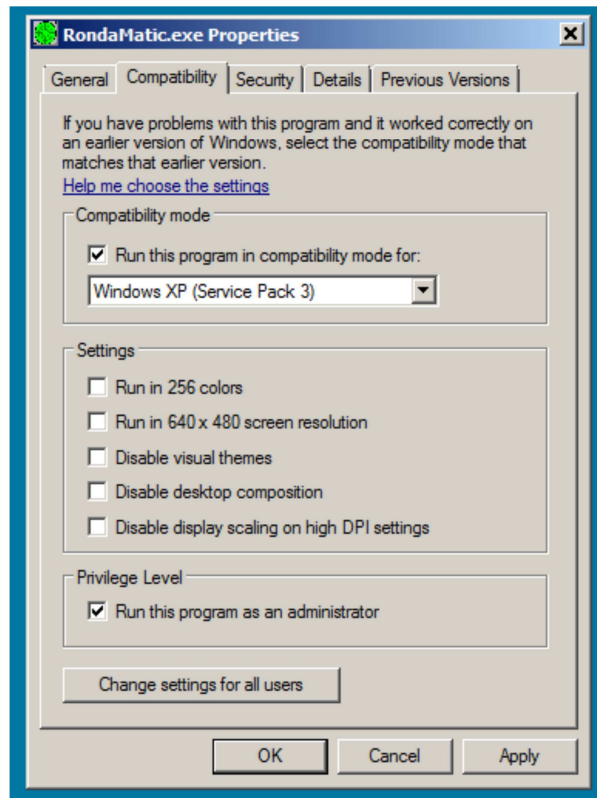 RondaMatic.exe Properties
General Compatibility Security Details Previous Versions
If you have problems with this program and it worked correctly on
an earlier version of Windows, select the compatibility mode that
matches that earlier version.
Help me choose the settings
Compatibility mode
Run this program in compatibility mode for:
Windows XP (Service Pack 3)
Settings
Run in 256 colors
Run in 640 x 480 screen resolution
Disable visual themes
Disable desktop composition
Disable display scaling on high DPI settings
Privilege Level
Run this program as an administrator
Change settings for all users
OK Cancel Apply